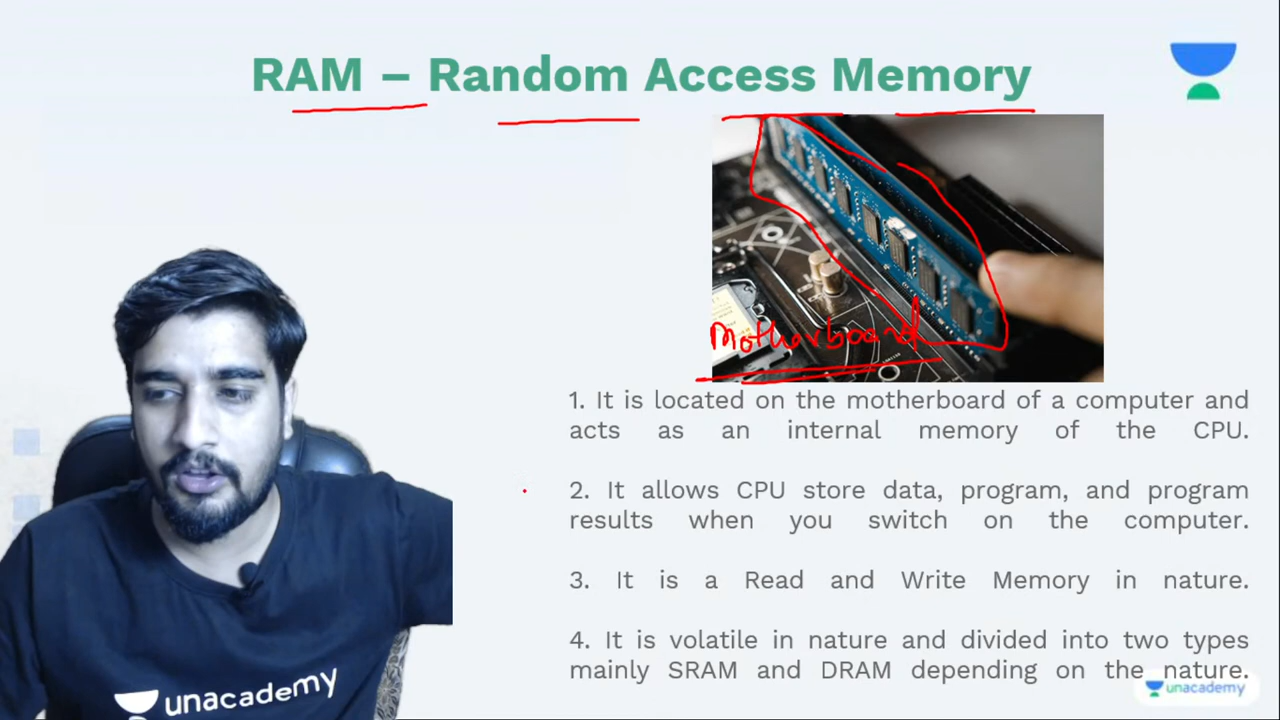 RAM – Random Access Memory
Motherboard
1. It is located on the motherboard of a computer and
acts as an internal memory of the CPU.
2. It allows CPU store data, program, and program
results when you switch on the computer.
3. It is a Read and Write Memory in nature.
4. It is volatile in nature and divided into two types
mainly SRAM and DRAM depending on the nature.
unacademy
unacademy